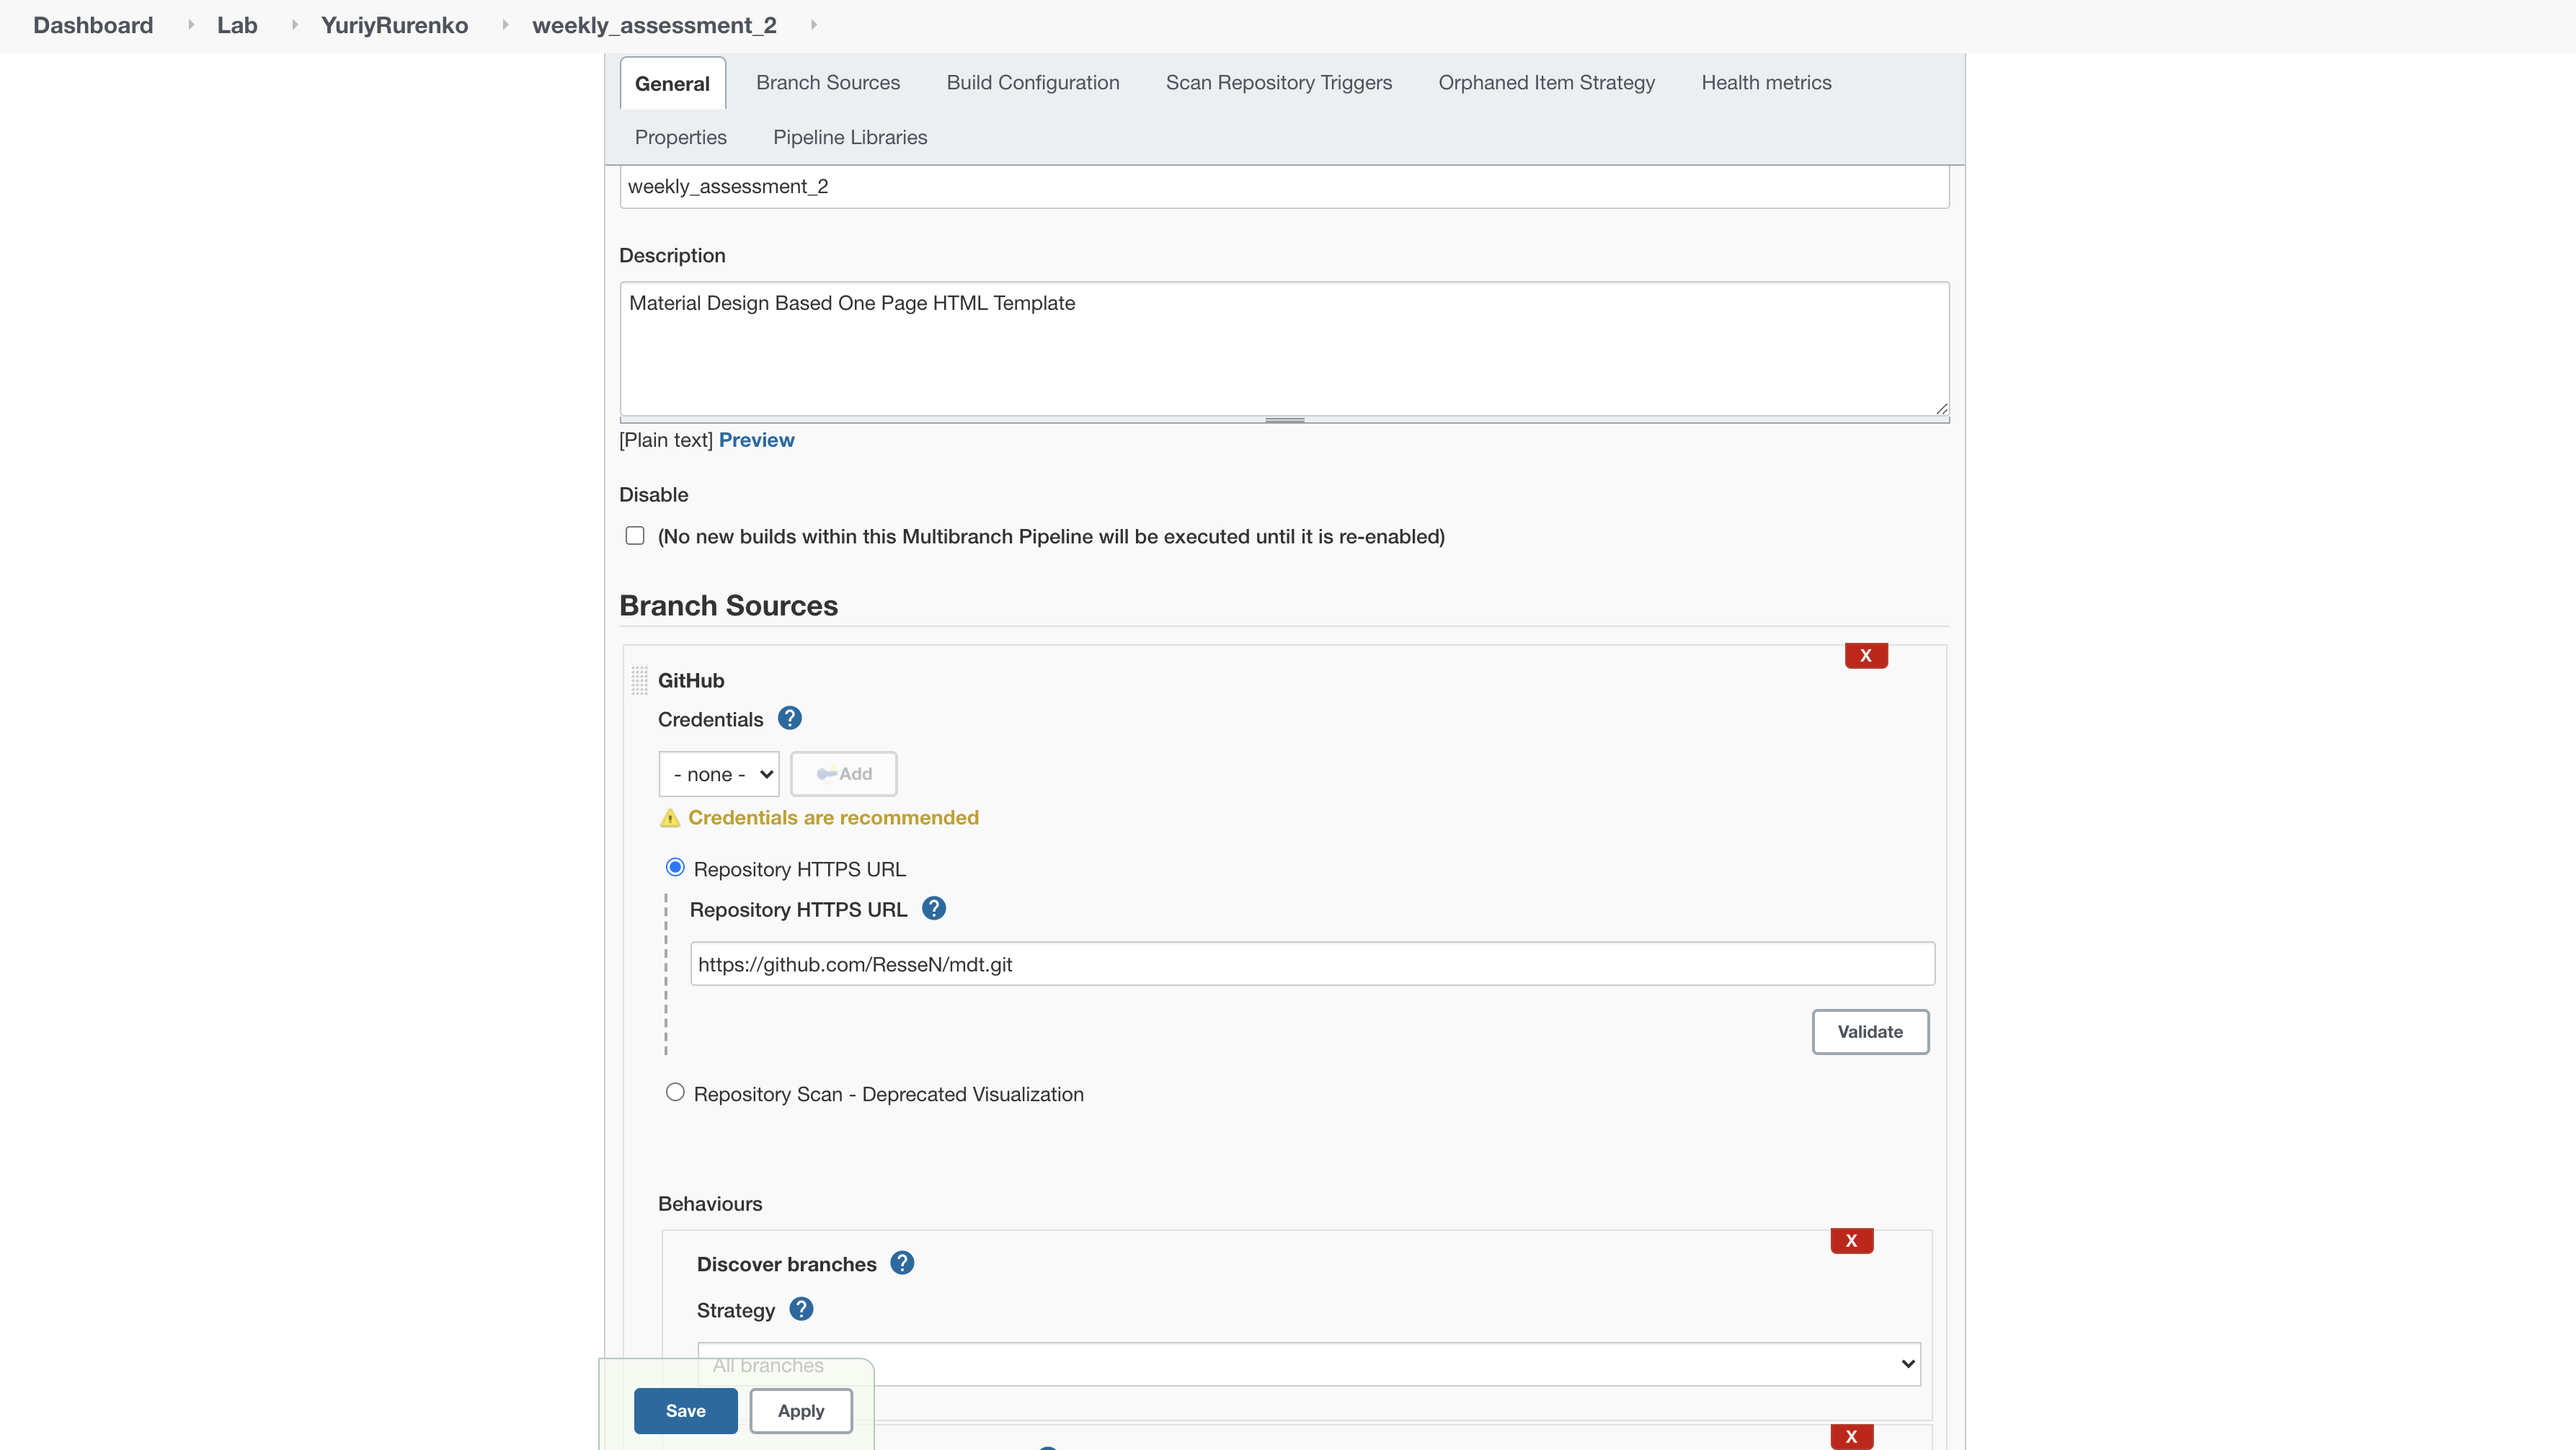 Dashboard Lab YuriyRurenko weekly_assessment_2
General Branch Sources Build Configuration Scan Repository Triggers Orphaned Item Strategy Health metrics
Properties Pipeline Libraries
weekly_assessment_2
Description
Material Design Based One Page HTML Template
[Plain text] Preview
Disable
(No new builds within this Multibranch Pipeline will be executed until it is re-enabled)
Branch Sources
X
GitHub
Credentials ?
- none - Add
Credentials are recommended
Repository HTTPS URL
Repository HTTPS URL ?
https://github.com/ResseN/mdt.git
Validate
Repository Scan - Deprecated Visualization
Behaviours
X
Discover branches ?
Strategy ?
All branches
Save Apply
X